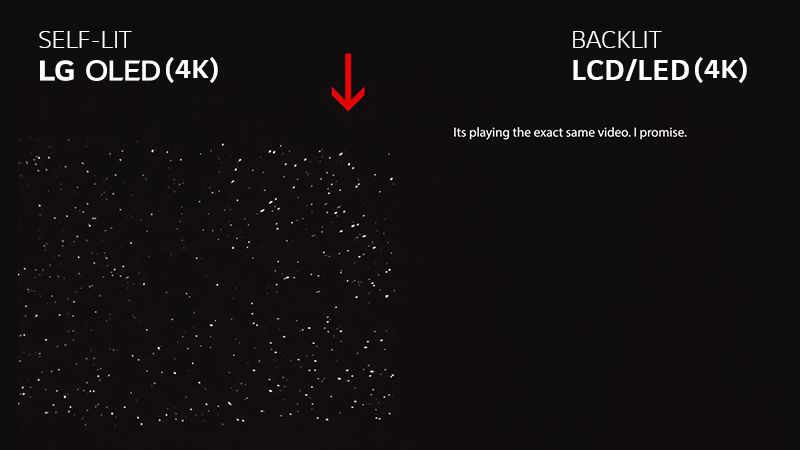 SELF-LIT
LG OLED (4K)
BACKLIT
LCD/LED (4K)
Its playing the exact same video. I promise.